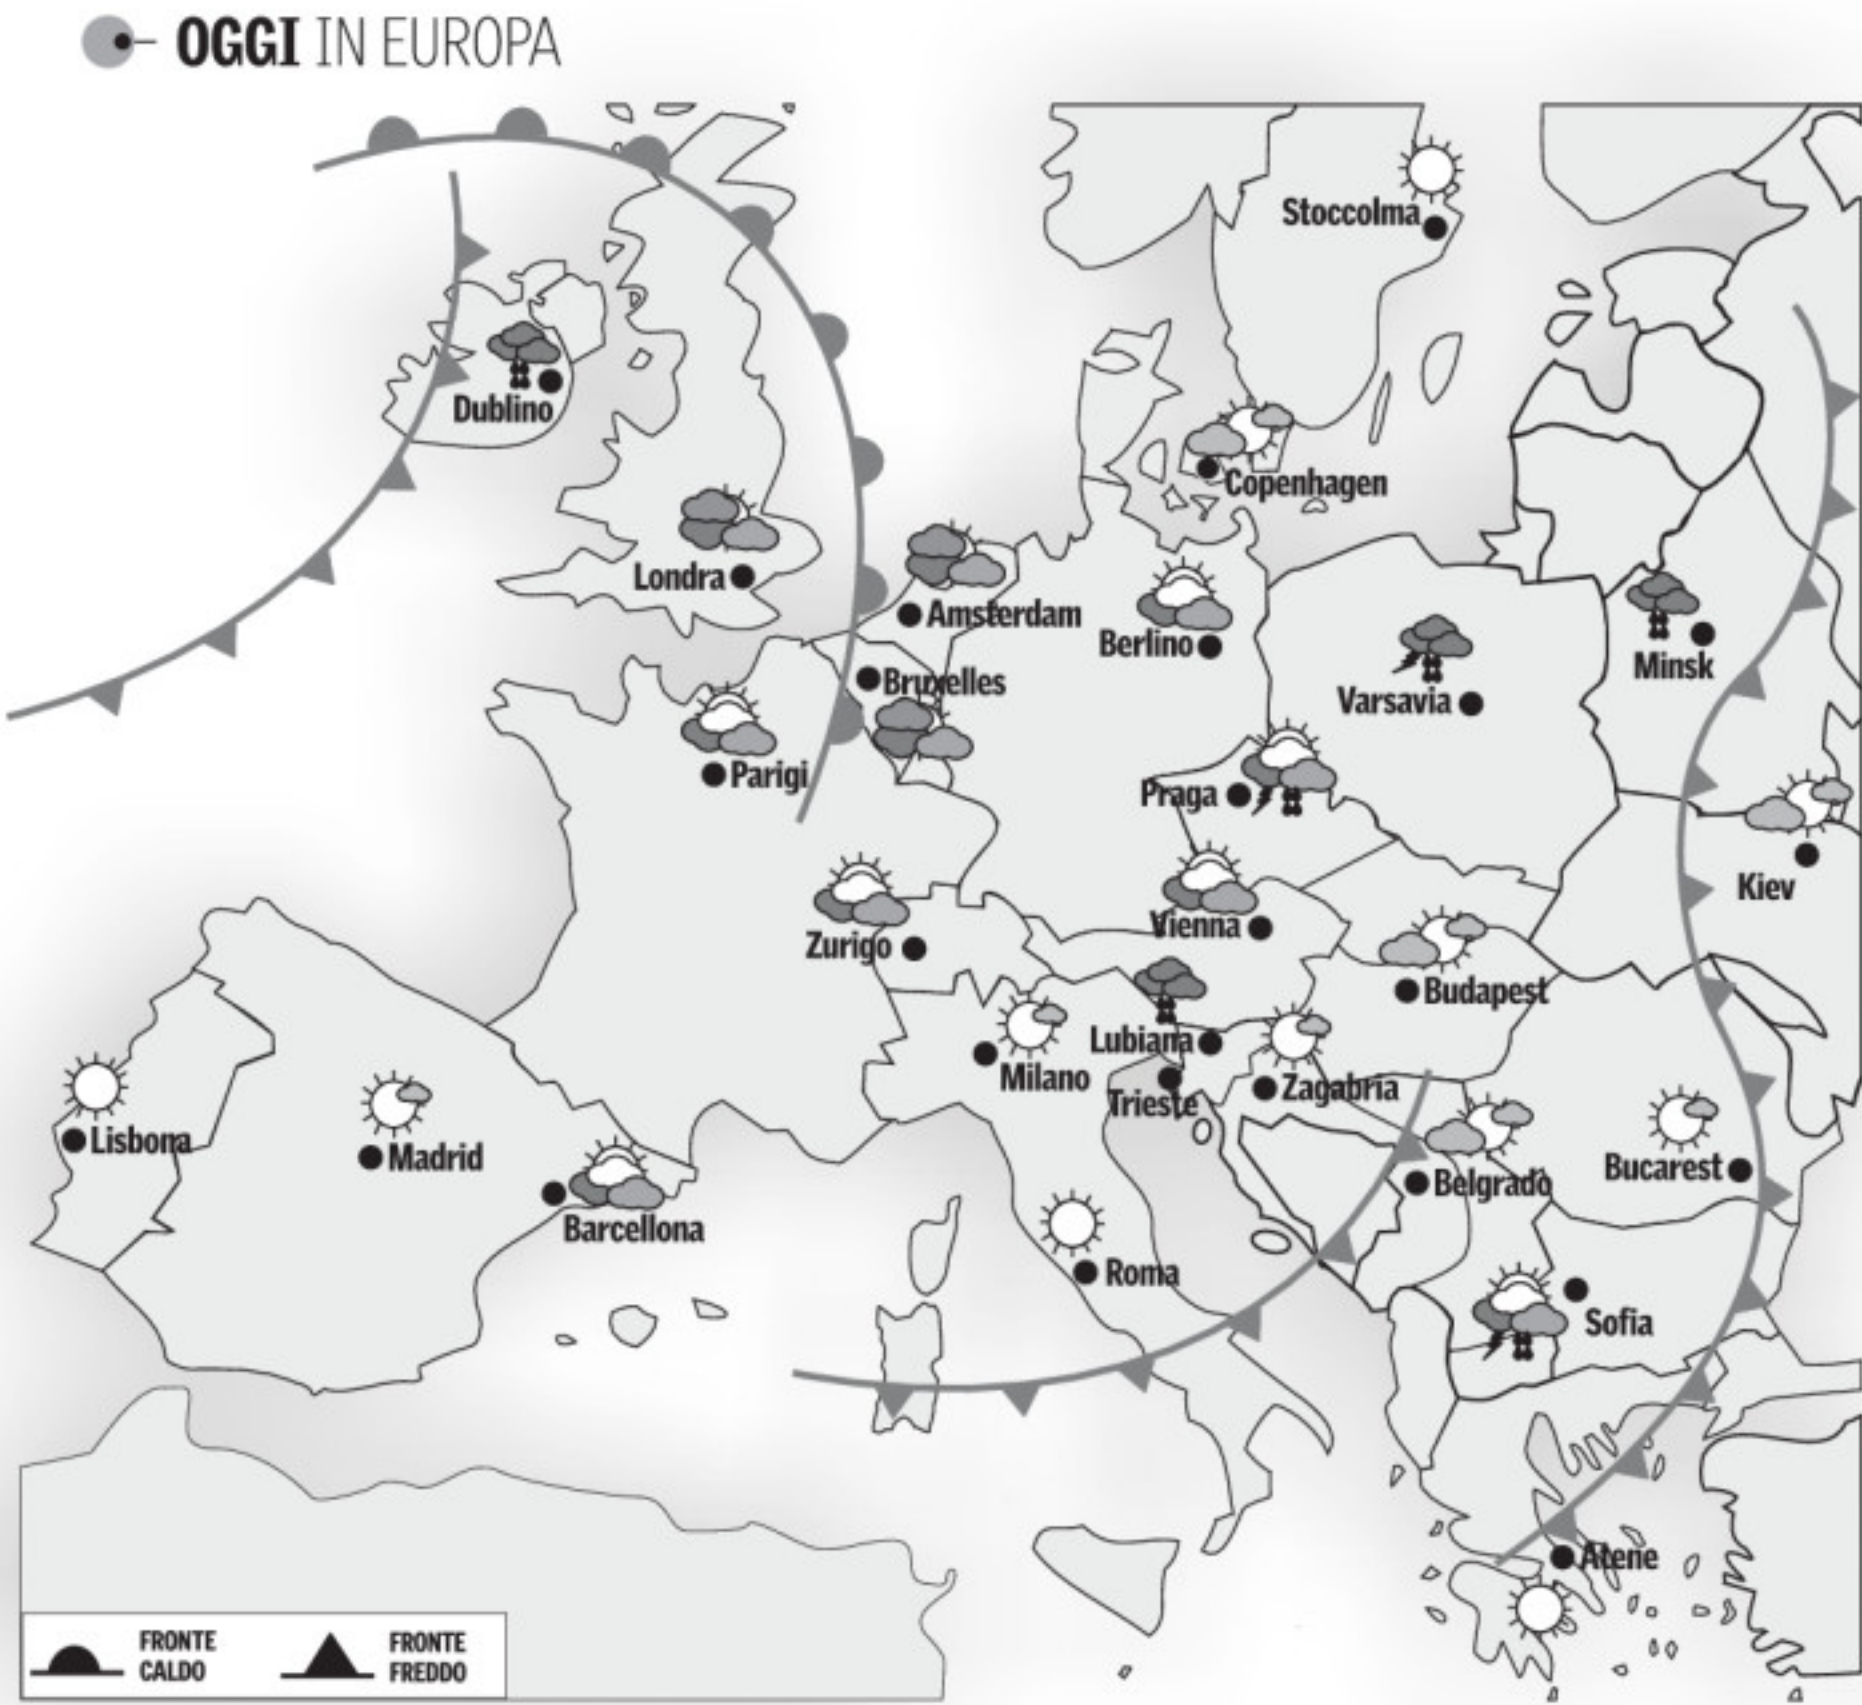 OGGI IN EUROPA
Stoccolma
Dublino
Copenhagen
Londra
Amsterdam
Berlino
Minsk
Bruxelles
Varsavia
Parigi
Praga
Kiev
Vienna
Zurigo
Budapest
Lubiana
Milano
Zagabria
Trieste
Lisbona
Madrid
Bucarest
Belgrado
Barcellona
Roma
Sofia
Atene
FRONTE
CALDO
FRONTE
FREDDO